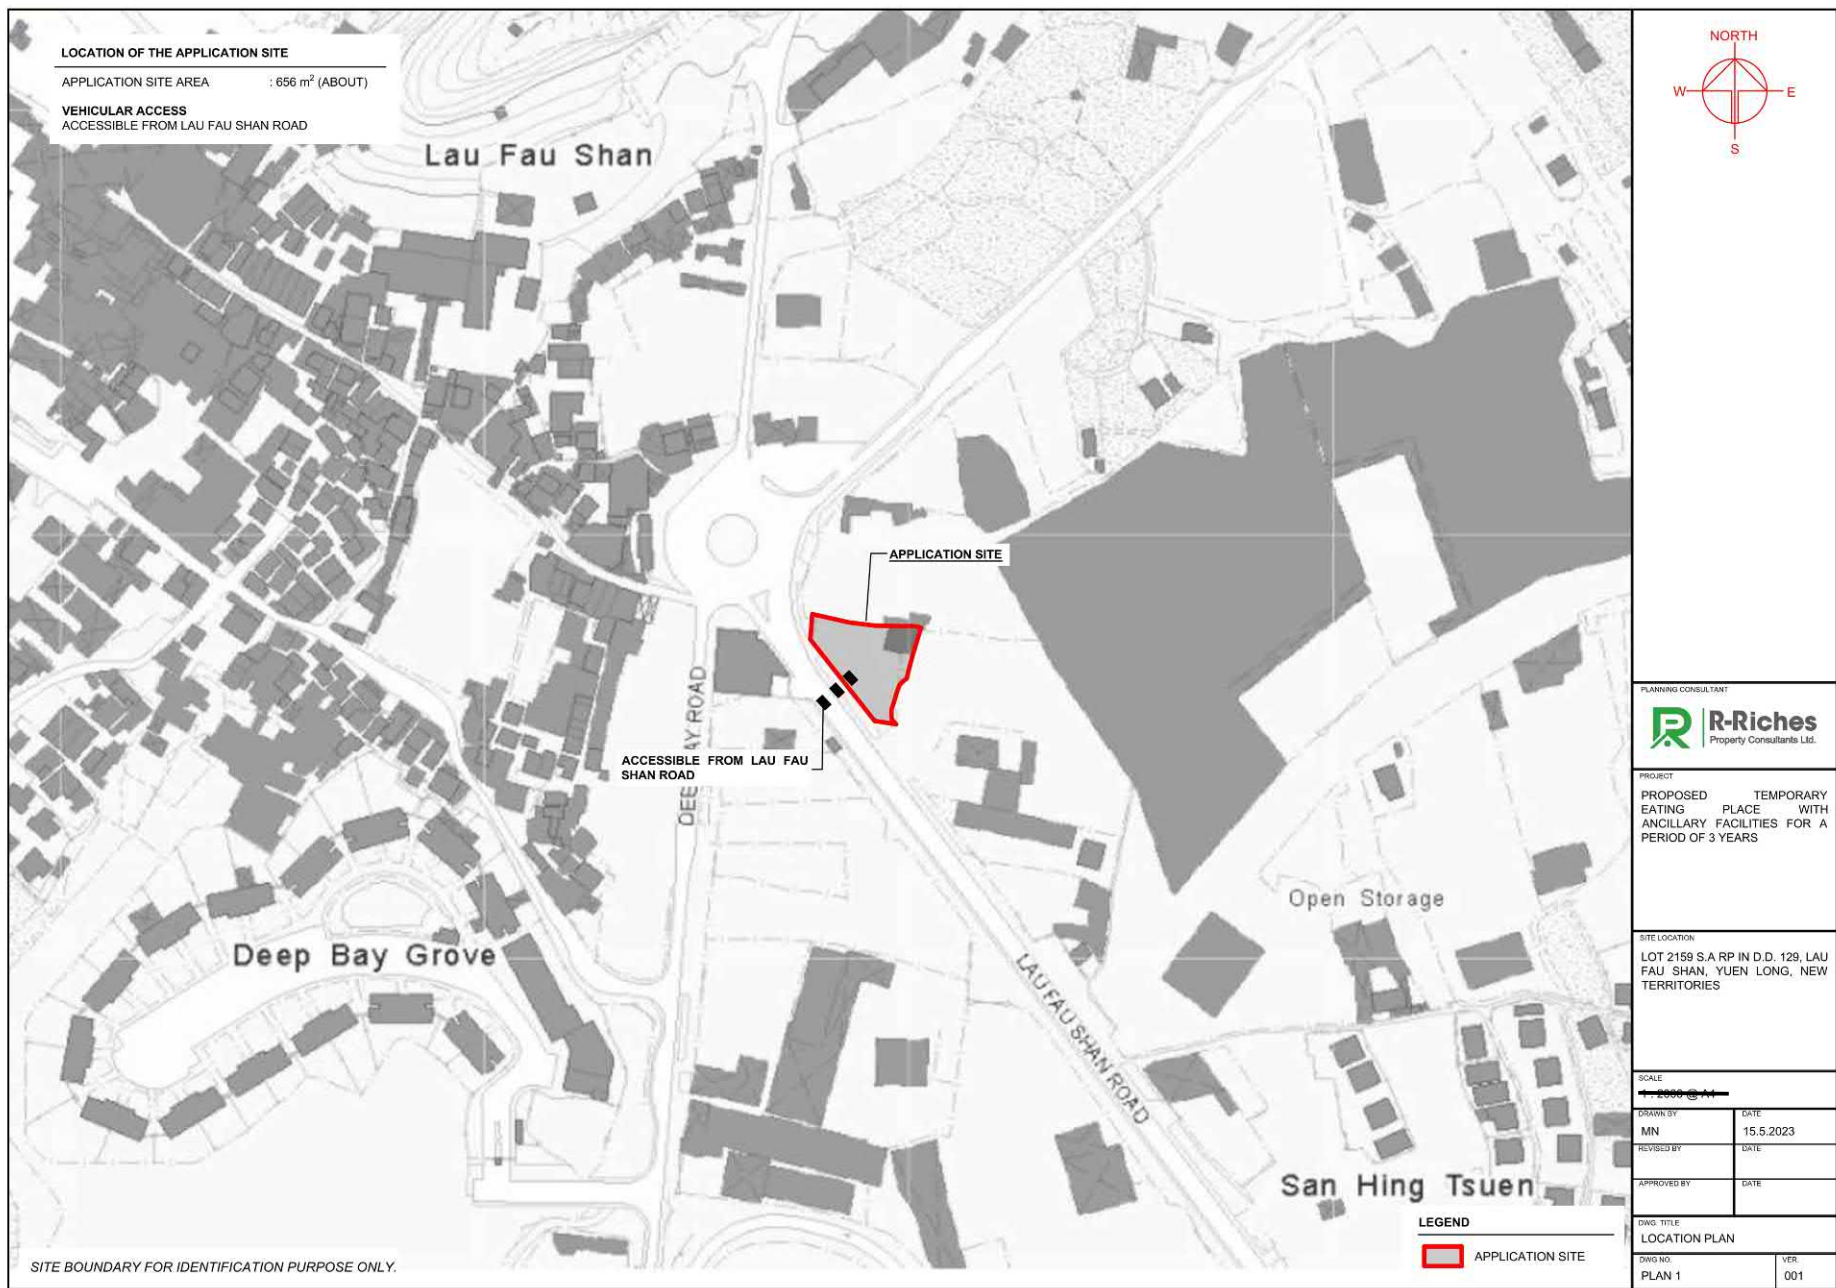 LOCATION OF THE APPLICATION SITE
APPLICATION SITE AREA : 656 m² (ABOUT)
VEHICULAR ACCESS
ACCESSIBLE FROM LAU FAU SHAN ROAD
Lau Fau Shan
APPLICATION SITE
ACCESSIBLE FROM LAU FAU
SHAN ROAD
DEEP BAY ROAD
Deep Bay Grove
LAU FAU SHAN ROAD
Open Storage
San Hing Tsuen
LEGEND
APPLICATION SITE
SITE BOUNDARY FOR IDENTIFICATION PURPOSE ONLY.
NORTH
W
E
S
PLANNING CONSULTANT
R-Riches
Property Consultants Ltd.
PROJECT
PROPOSED TEMPORARY
EATING PLACE WITH
ANCILLARY FACILITIES FOR A
PERIOD OF 3 YEARS
SITE LOCATION
LOT 2159 S.A RP IN D.D. 129, LAU
FAU SHAN, YUEN LONG, NEW
TERRITORIES
SCALE
DRAWN BY
MN
DATE
15.5.2023
REVISED BY
DATE
APPROVED BY
DATE
DWG. TITLE
LOCATION PLAN
DWG NO.
PLAN 1
VER.
001